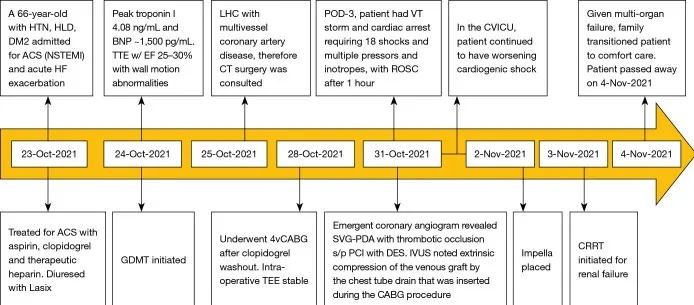 A 66-year-old
with HTN, HLD,
DM2 admitted
for ACS (NSTEMI)
and acute HF
exacerbation
Peak troponin I
4.08 ng/mL and
BNP ~1,500 pg/mL.
TTE w/ EF 25–30%
with wall motion
abnormalities
LHC with
multivessel
coronary artery
disease, therefore
CT surgery was
consulted
POD-3, patient had VT
storm and cardiac arrest
requiring 18 shocks and
multiple pressors and
inotropes, with ROSC
after 1 hour
In the CVICU,
patient continued
to have worsening
cardiogenic shock
Given multi-organ
failure, family
transitioned patient
to comfort care.
Patient passed away
on 4-Nov-2021
23-Oct-2021
24-Oct-2021
25-Oct-2021
28-Oct-2021
31-Oct-2021
2-Nov-2021
3-Nov-2021
4-Nov-2021
Treated for ACS with
aspirin, clopidogrel
and therapeutic
heparin. Diuresed
with Lasix
GDMT initiated
Underwent 4vCABG
after clopidogrel
washout. Intra-
operative TEE stable
Emergent coronary angiogram revealed
SVG-PDA with thrombotic occlusion
s/p PCI with DES. IVUS noted extrinsic
compression of the venous graft by
the chest tube drain that was inserted
during the CABG procedure
Impella
placed
CRRT
initiated for
renal failure